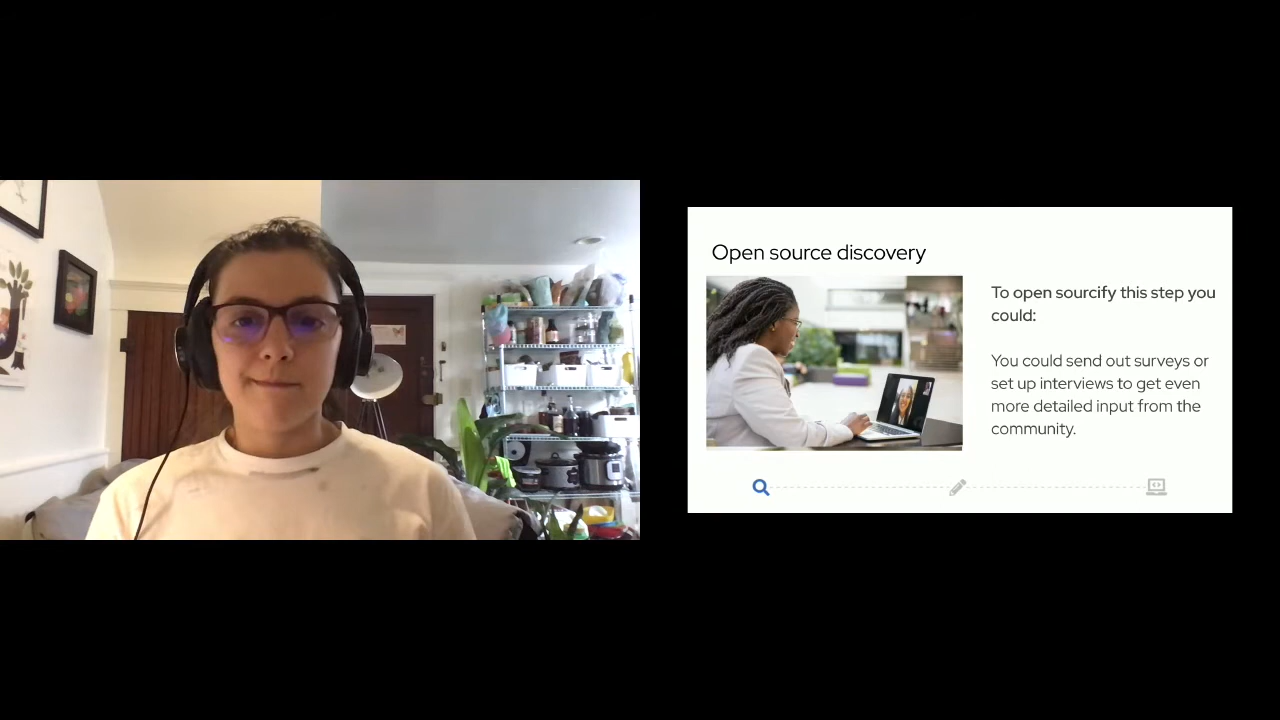 Open source discovery
To open sourcify this step you
could:
You could send out surveys or
set up interviews to get even
more detailed input from the
community.